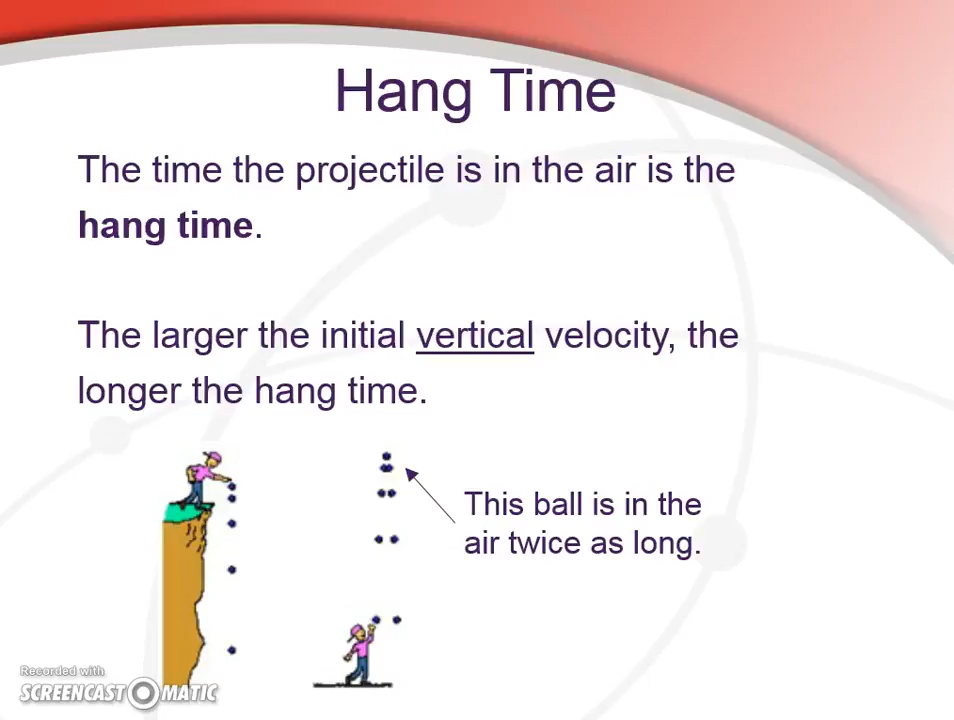 Hang Time
The time the projectile is in the air is the
hang time.
The larger the initial vertical velocity, the
longer the hang time.
This ball is in the
air twice as long.
Recorded with
SCREENCAST MATIC